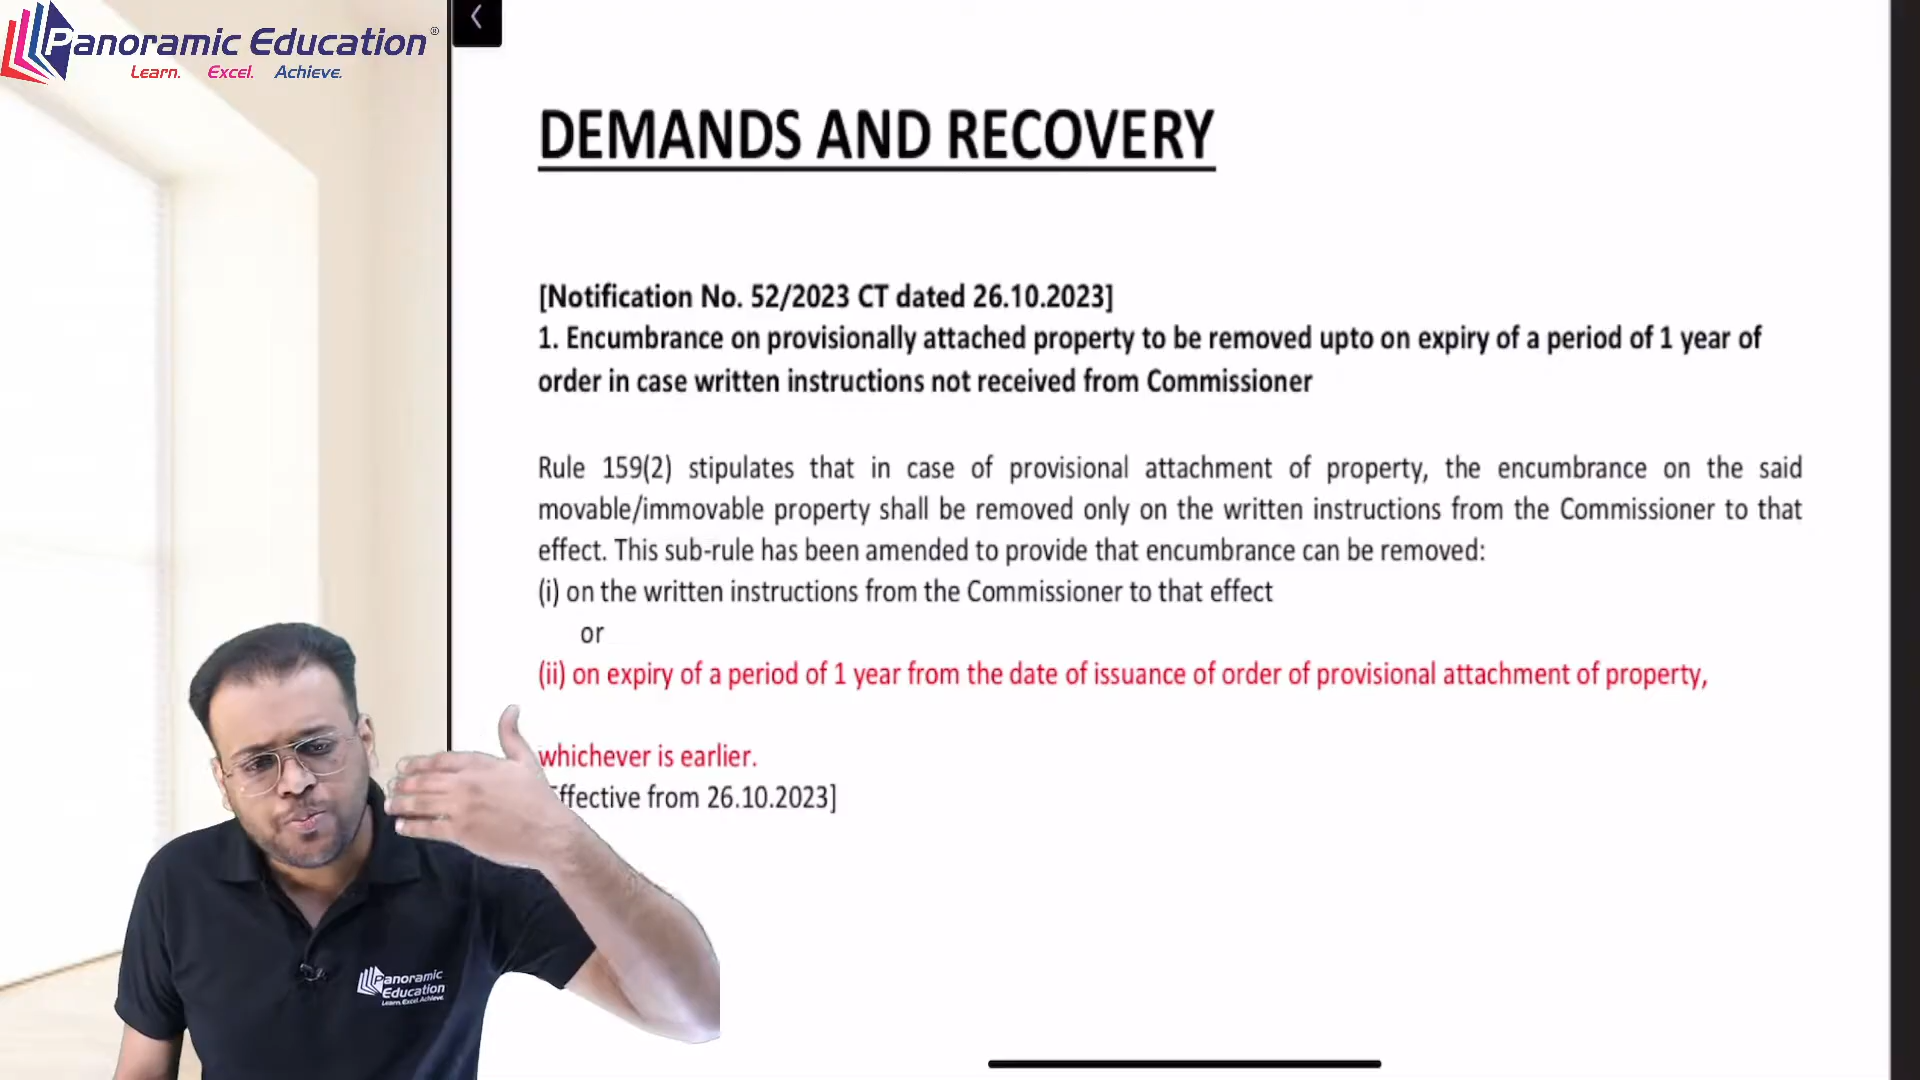 Panoramic Education®
Learn. Excel. Achieve.
DEMANDS AND RECOVERY
[Notification No. 52/2023 CT dated 26.10.2023]
1. Encumbrance on provisionally attached property to be removed upto on expiry of a period of 1 year of
order in case written instructions not received from Commissioner
Rule 159(2) stipulates that in case of provisional attachment of property, the encumbrance on the said
movable/immovable property shall be removed only on the written instructions from the Commissioner to that
effect. This sub-rule has been amended to provide that encumbrance can be removed:
(i) on the written instructions from the Commissioner to that effect
or
(ii) on expiry of a period of 1 year from the date of issuance of order of provisional attachment of property,
whichever is earlier.
ffective from 26.10.2023]
Panoramic
Education
Learn. Excel. Achieve.